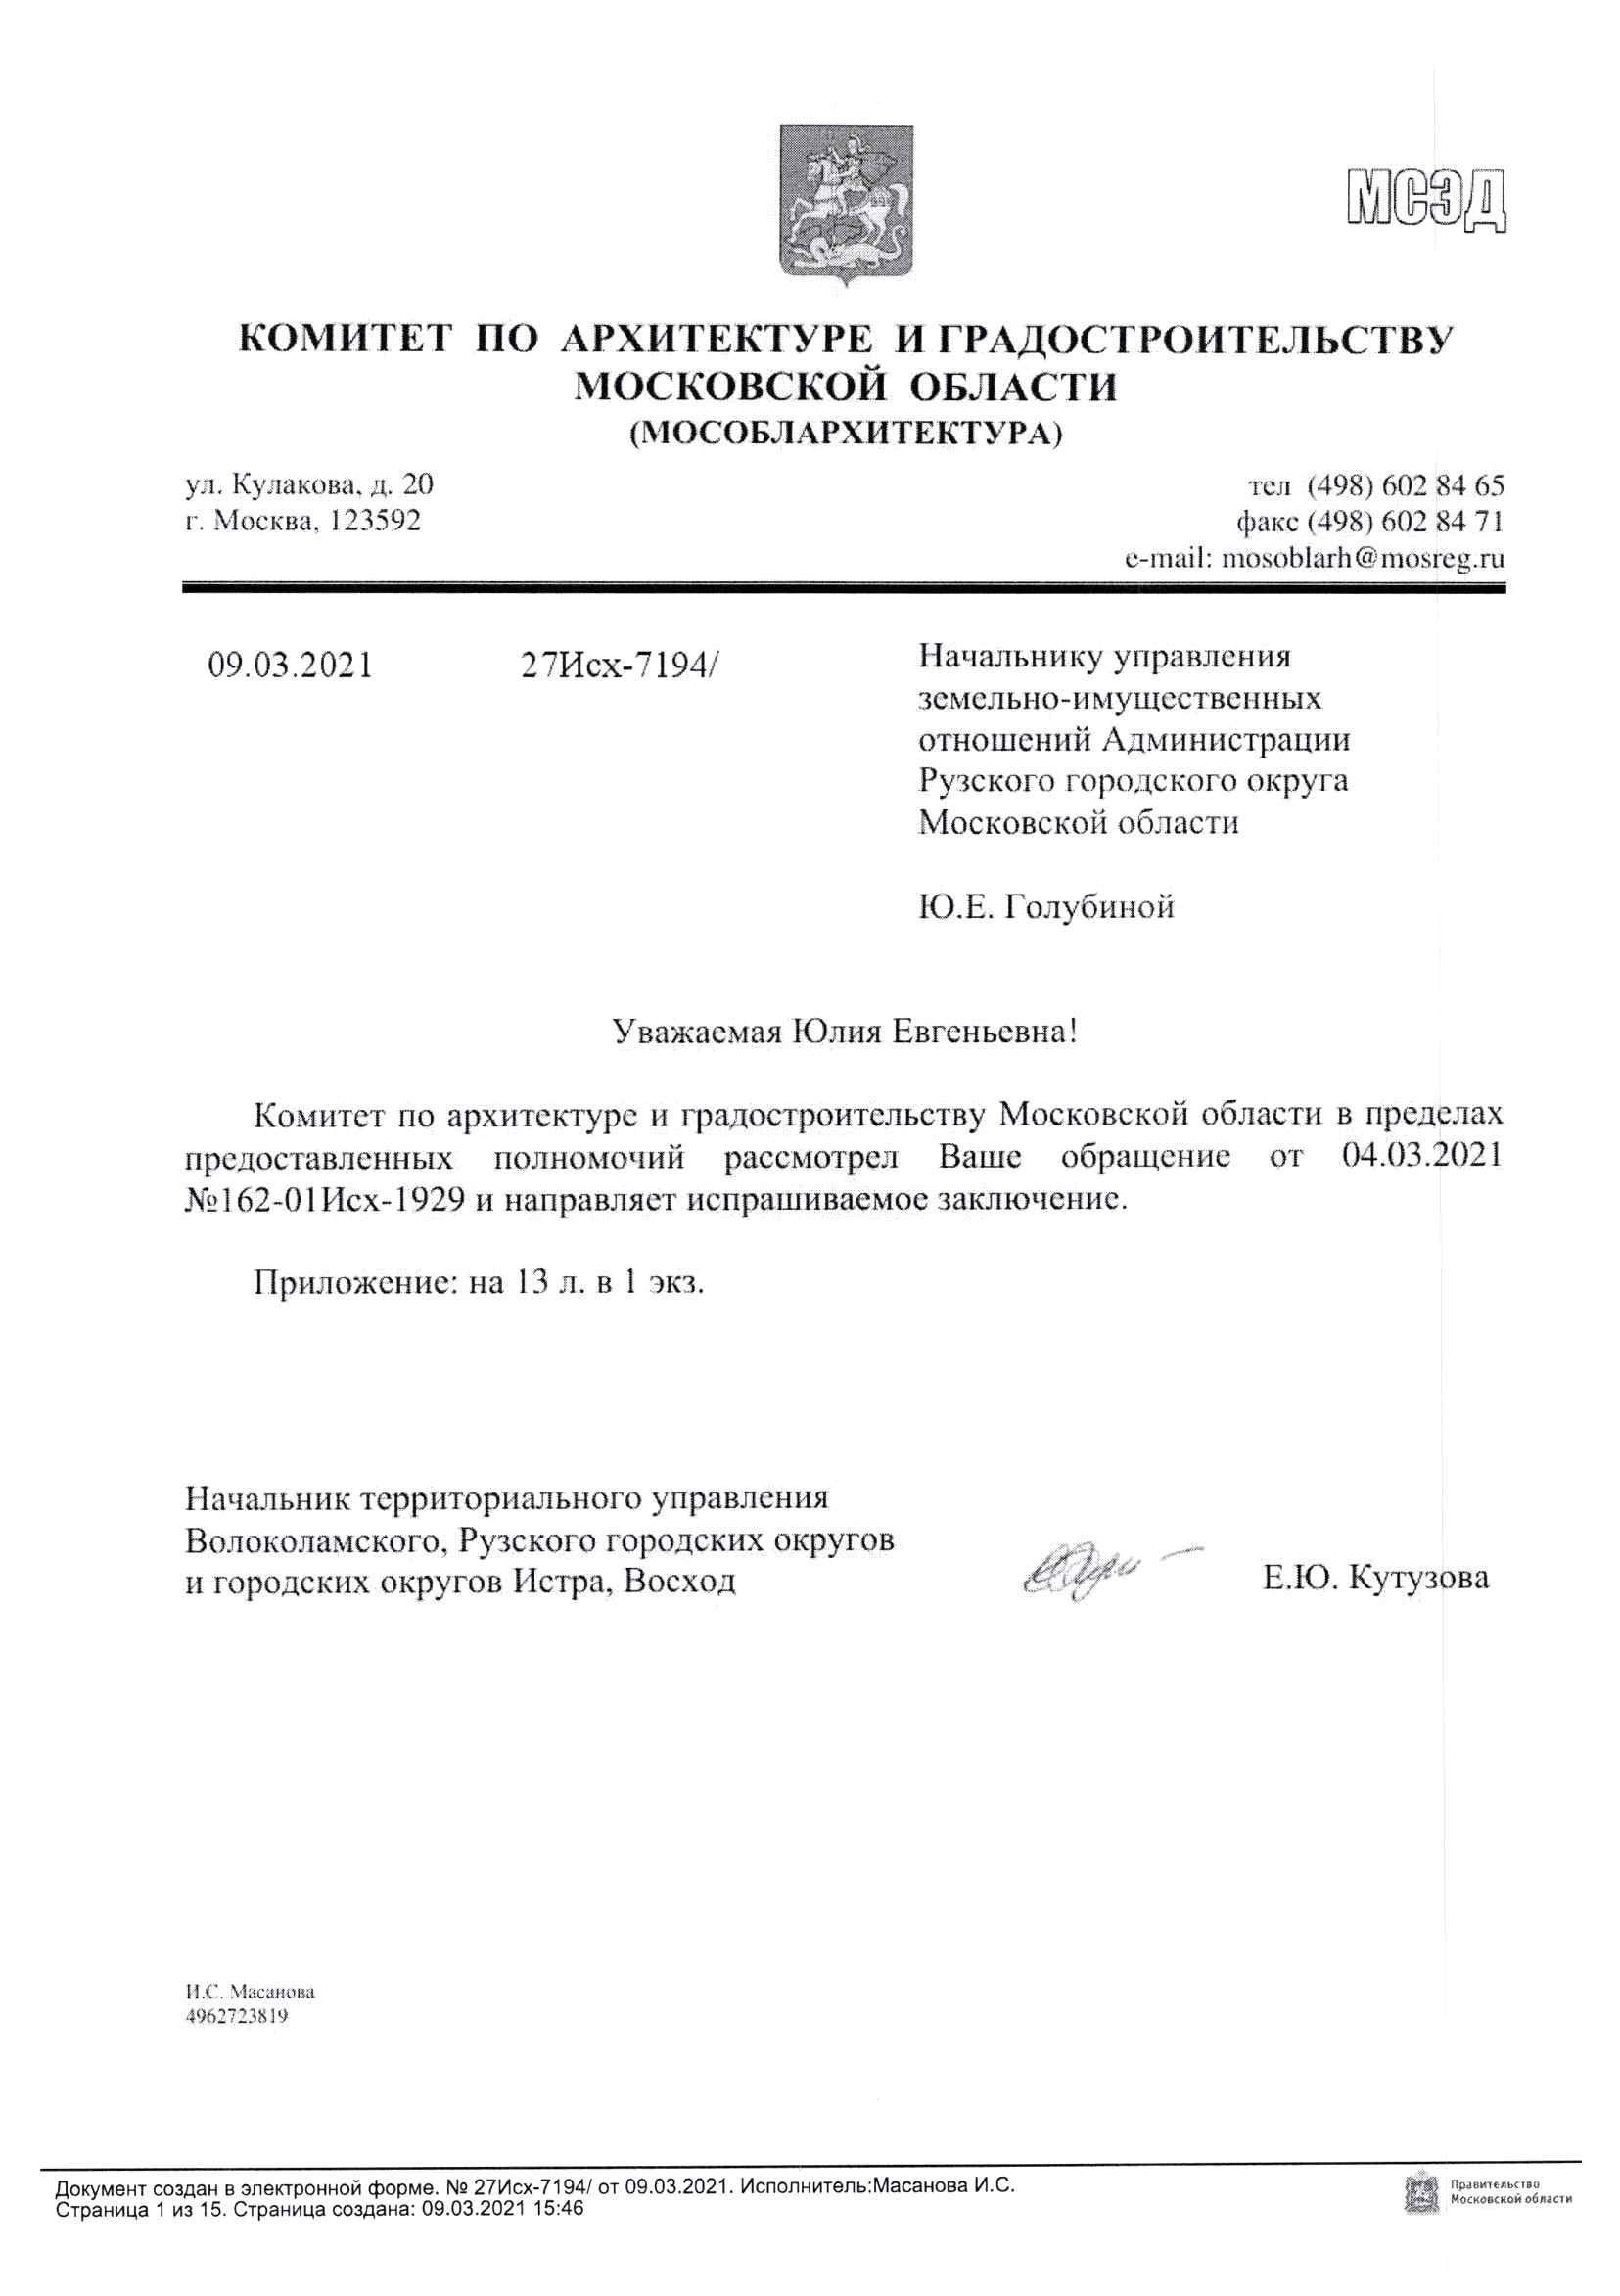 МСЭД
КОМИТЕТ ПО АРХИТЕКТУРЕ И ГРАДОСТРОИТЕЛЬСТВУ
МОСКОВСКОЙ ОБЛАСТИ
(МОСОБЛАРХИТЕКТУРА)
ул. Кулакова, д. 20
г. Москва, 123592
тел (498) 602 84 65
факс (498) 602 84 71
e-mail: mosoblarh@mosreg.ru
09.03.2021
27Исх-7194/
Начальнику управления
земельно-имущественных
отношений Администрации
Рузского городского округа
Московской области
Ю.Е. Голубиной
Уважаемая Юлия Евгеньевна!
Комитет по архитектуре и градостроительству Московской области в пределах
предоставленных полномочий рассмотрел Ваше обращение от 04.03.2021
№162-01Исх-1929 и направляет испрашиваемое заключение.
Приложение: на 13 л. в 1 экз.
Начальник территориального управления
Волоколамского, Рузского городских округов
и городских округов Истра, Восход
Е.Ю. Кутузова
И.С. Масанова
4962723819
Документ создан в электронной форме. № 27Исх-7194/ от 09.03.2021. Исполнитель:Масанова И.С.
Страница 1 из 15. Страница создана: 09.03.2021 15:46
Правительство
Московской области